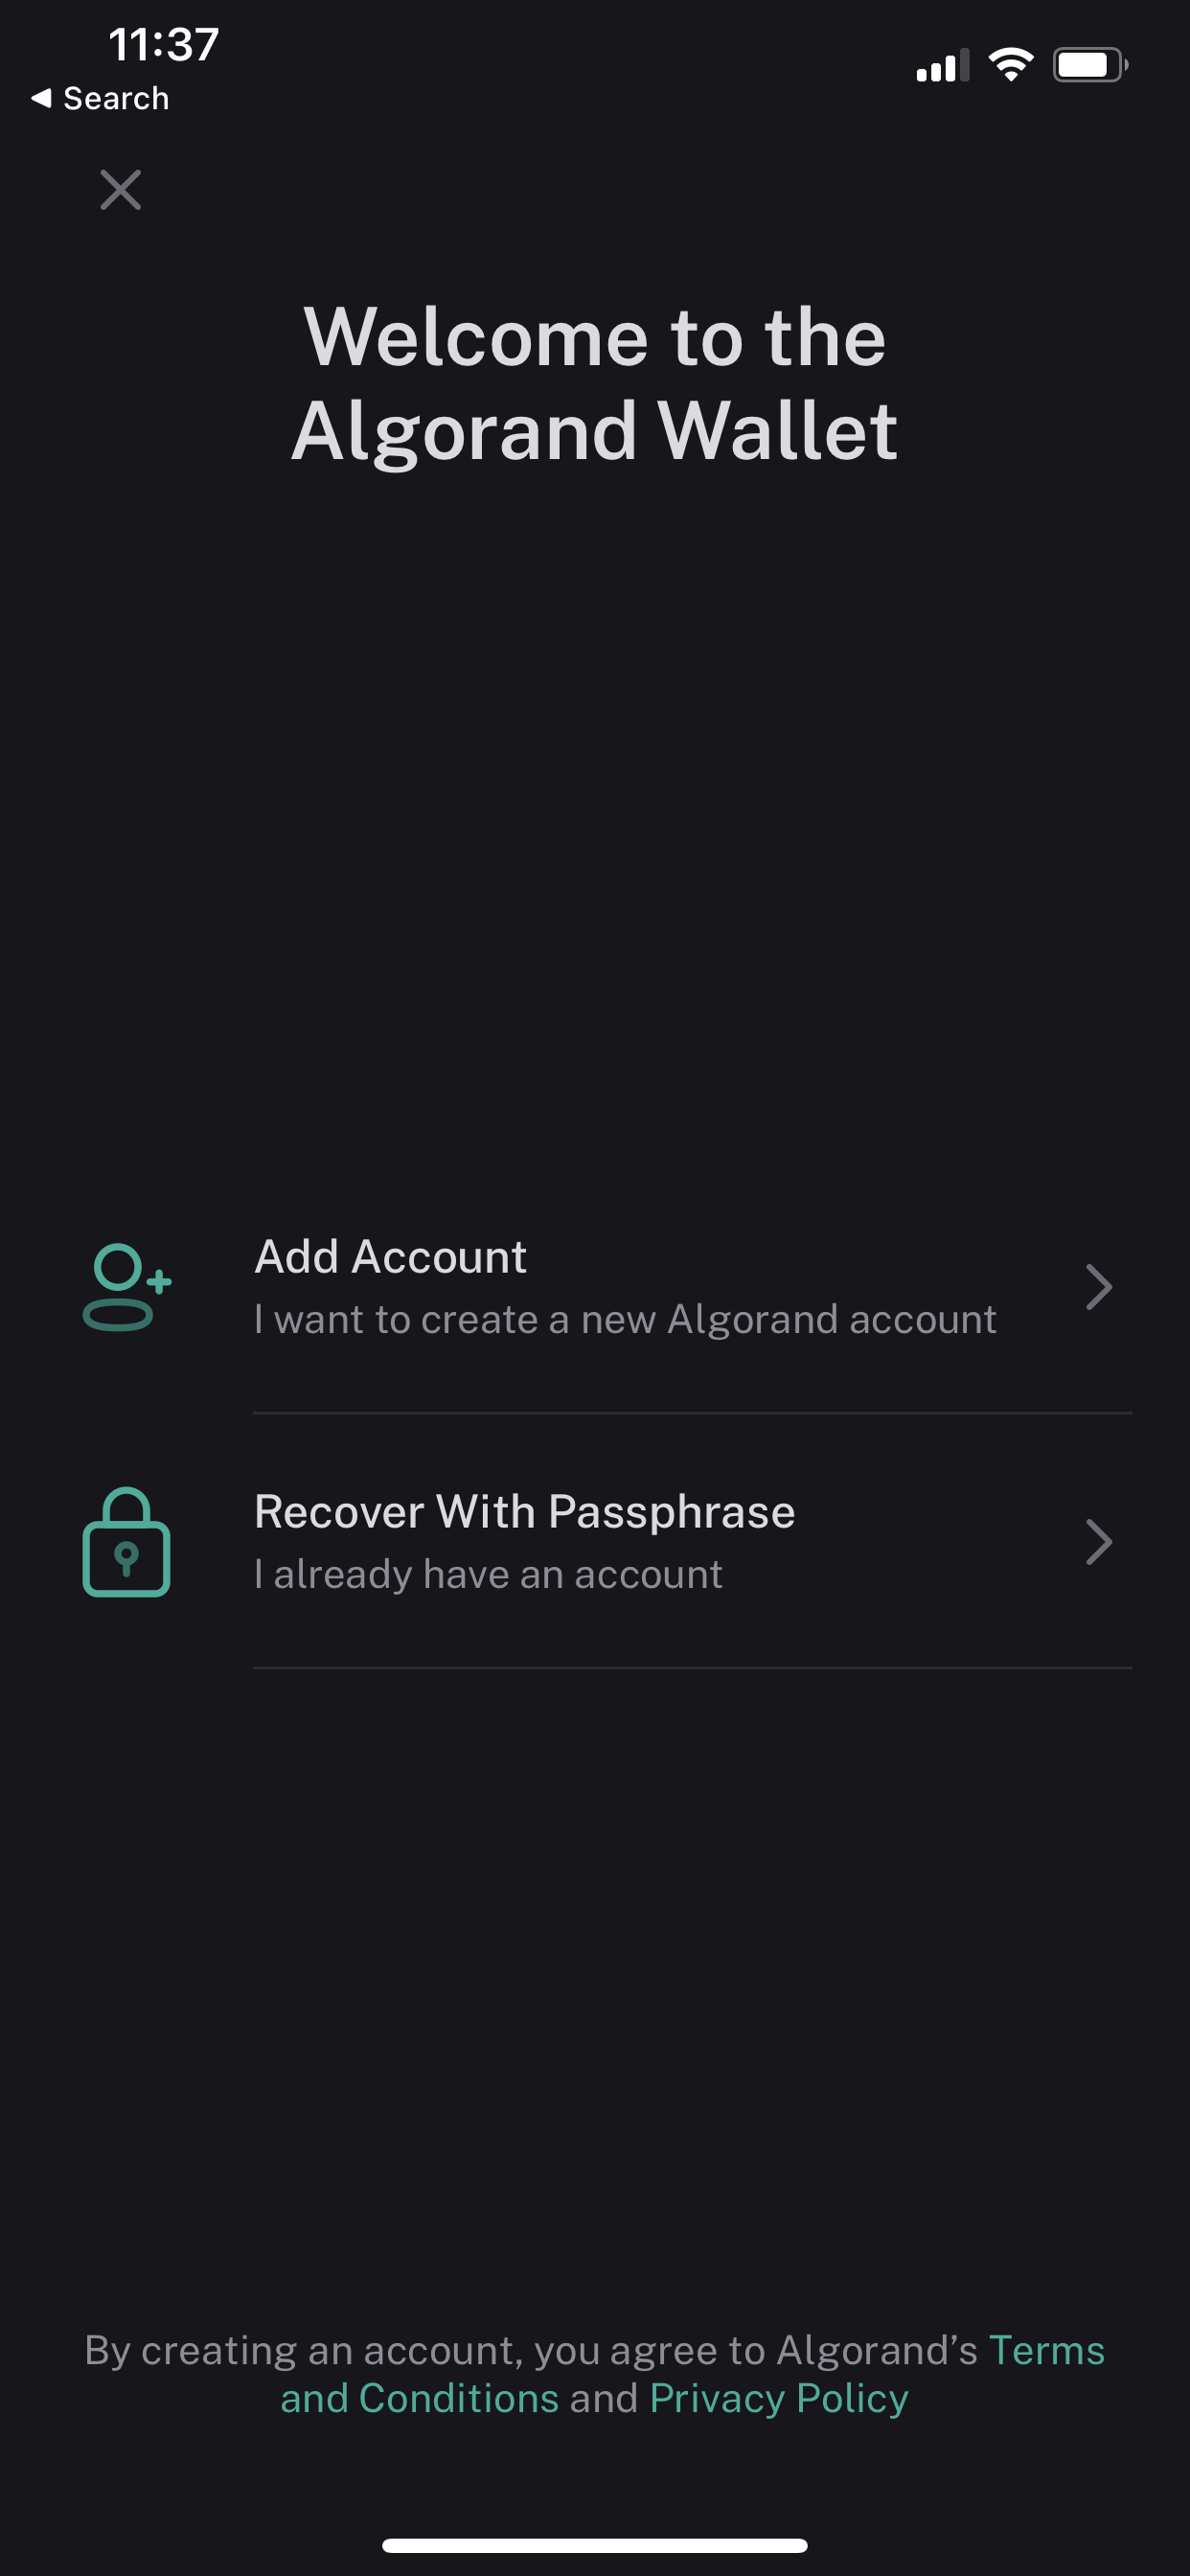 11:37
Search
Welcome to the
Algorand Wallet
Add Account
I want to create a new Algorand account
Recover With Passphrase
I already have an account
By creating an account, you agree to Algorand’s Terms
and Conditions and Privacy Policy